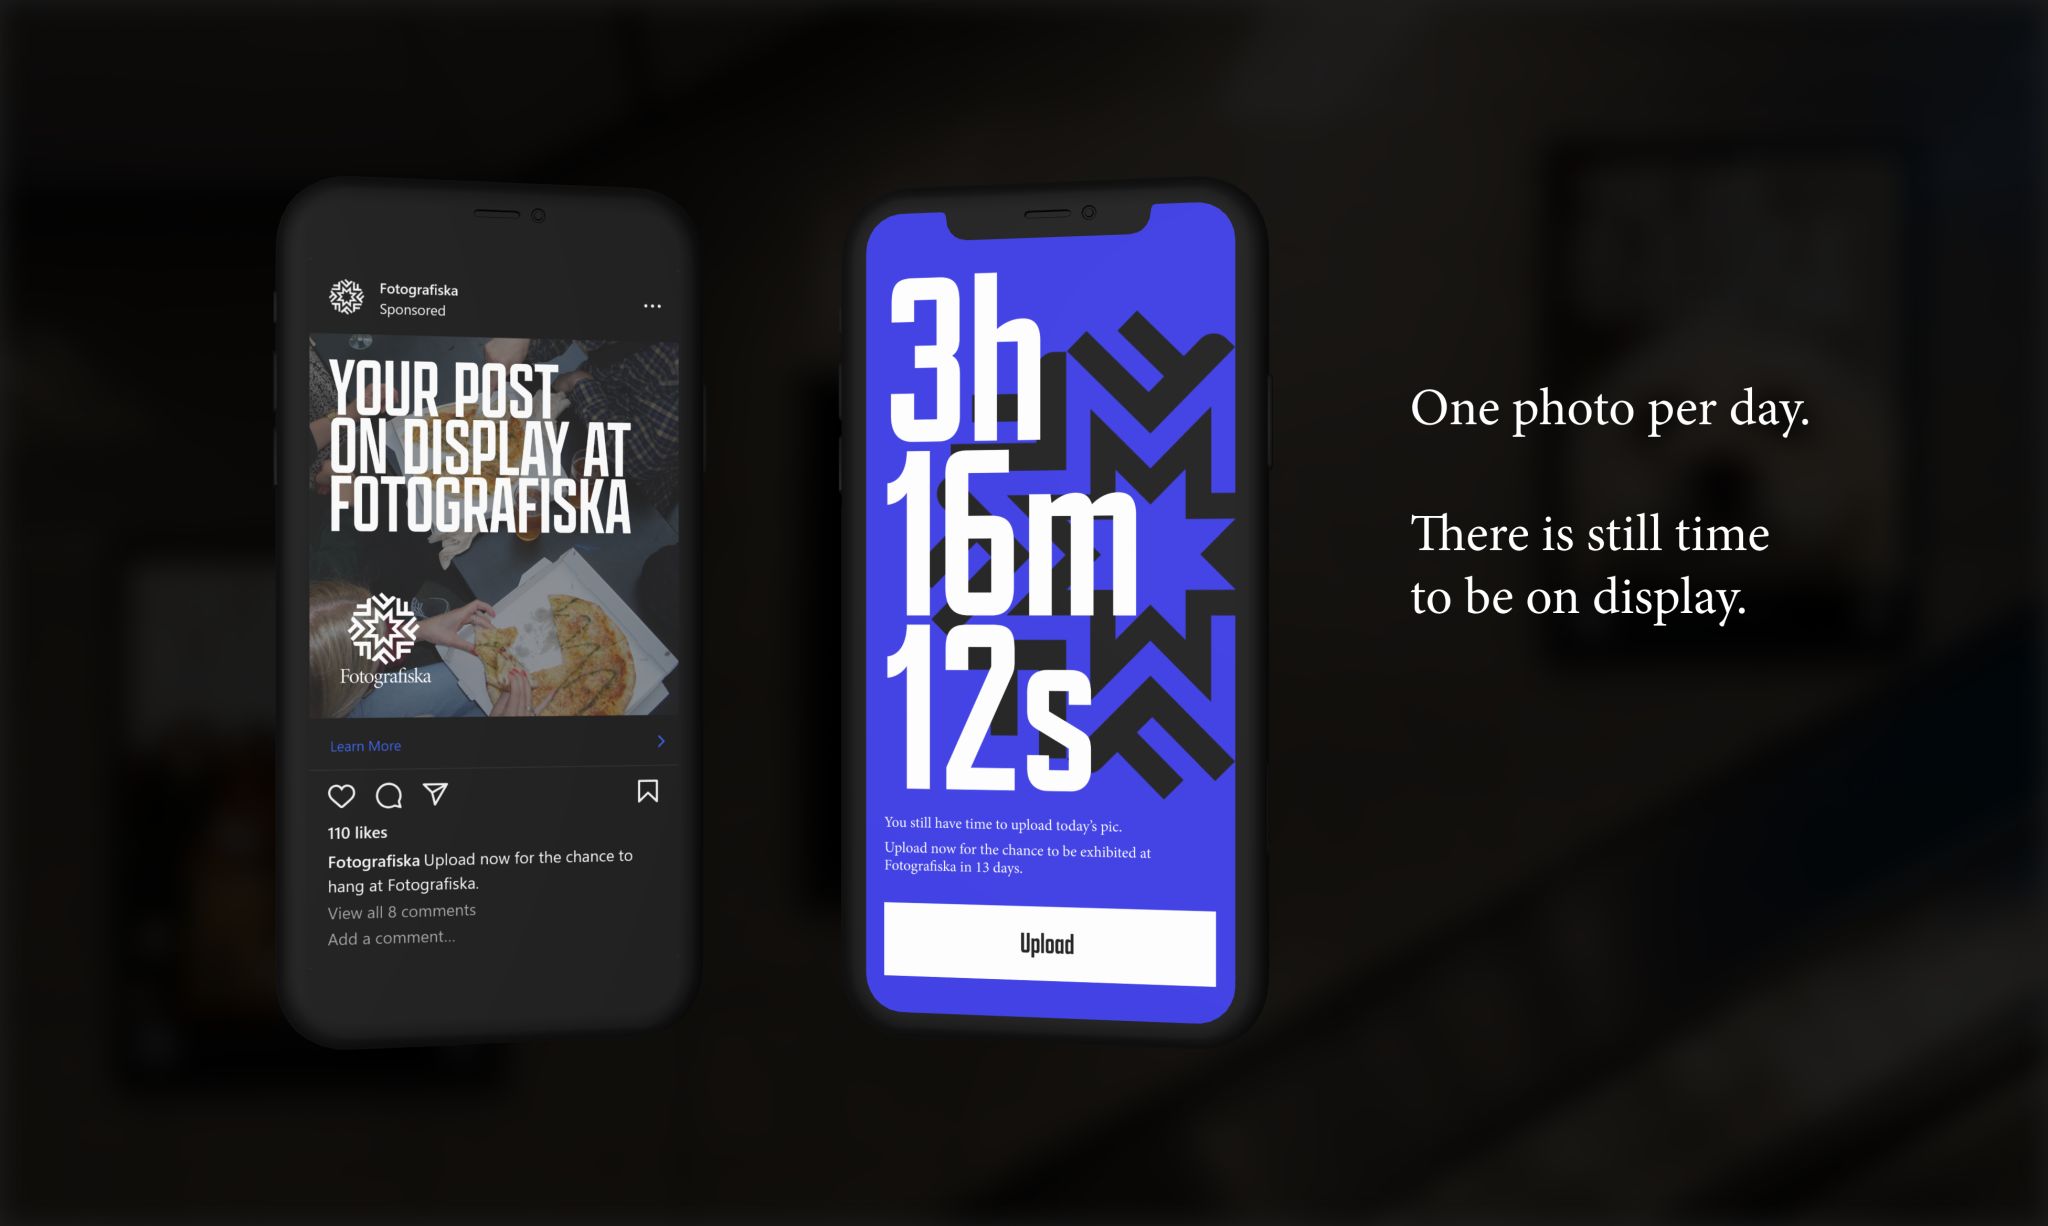 Fotografiska
Sponsored
YOUR POST
ON DISPLAY AT
FOTOGRAFISKA
Fotografiska
Learn More
110 likes
Fotografiska Upload now for the chance to
hang at Fotografiska.
View all 8 comments
Add a comment...
3h
16m
12s
You still have time to upload today's pic.
Upload now for the chance to be exhibited at
Fotografiska in 13 days.
Upload
One photo per day.
There is still time
to be on display.